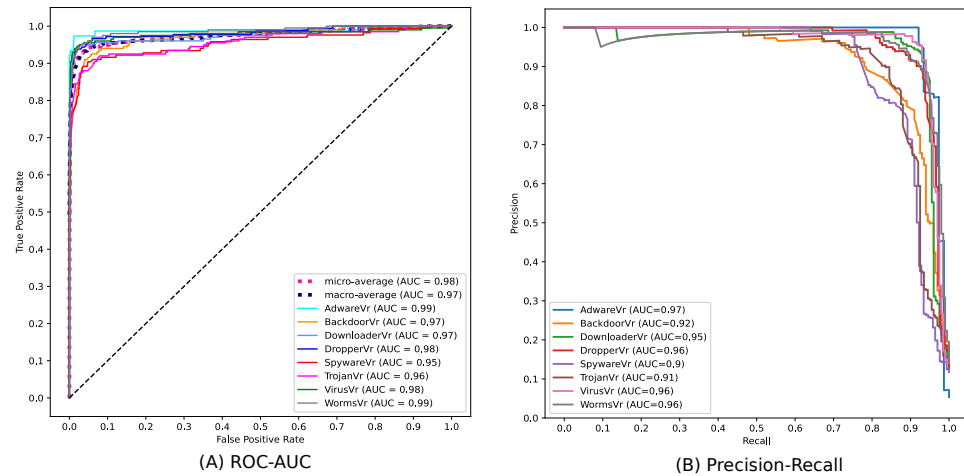 1.0
0.9
0.8
0.7
0.6
0.5
0.4
0.3
0.2
0.1
0.0
True Positive Rate
0.0 0.1 0.2 0.3 0.4 0.5 0.6 0.7 0.8 0.9 1.0
False Positive Rate
micro-average (AUC = 0.98)
macro-average (AUC = 0.97)
AdwareVr (AUC = 0.99)
BackdoorVr (AUC = 0.97)
DownloaderVr (AUC = 0.97)
DropperVr (AUC = 0.98)
SpywareVr (AUC = 0.95)
TrojanVr (AUC = 0.96)
VirusVr (AUC = 0.98)
WormsVr (AUC = 0.99)
(A) ROC-AUC
1.0
0.9
0.8
0.7
0.6
0.5
0.4
0.3
0.2
0.1
0.0
Precision
0.0 0.1 0.2 0.3 0.4 0.5 0.6 0.7 0.8 0.9 1.0
Recall
AdwareVr (AUC=0.97)
BackdoorVr (AUC=0.92)
DownloaderVr (AUC=0.95)
DropperVr (AUC=0.96)
SpywareVr (AUC=0.9)
TrojanVr (AUC=0.91)
VirusVr (AUC=0.96)
WormsVr (AUC=0.96)
(B) Precision-Recall